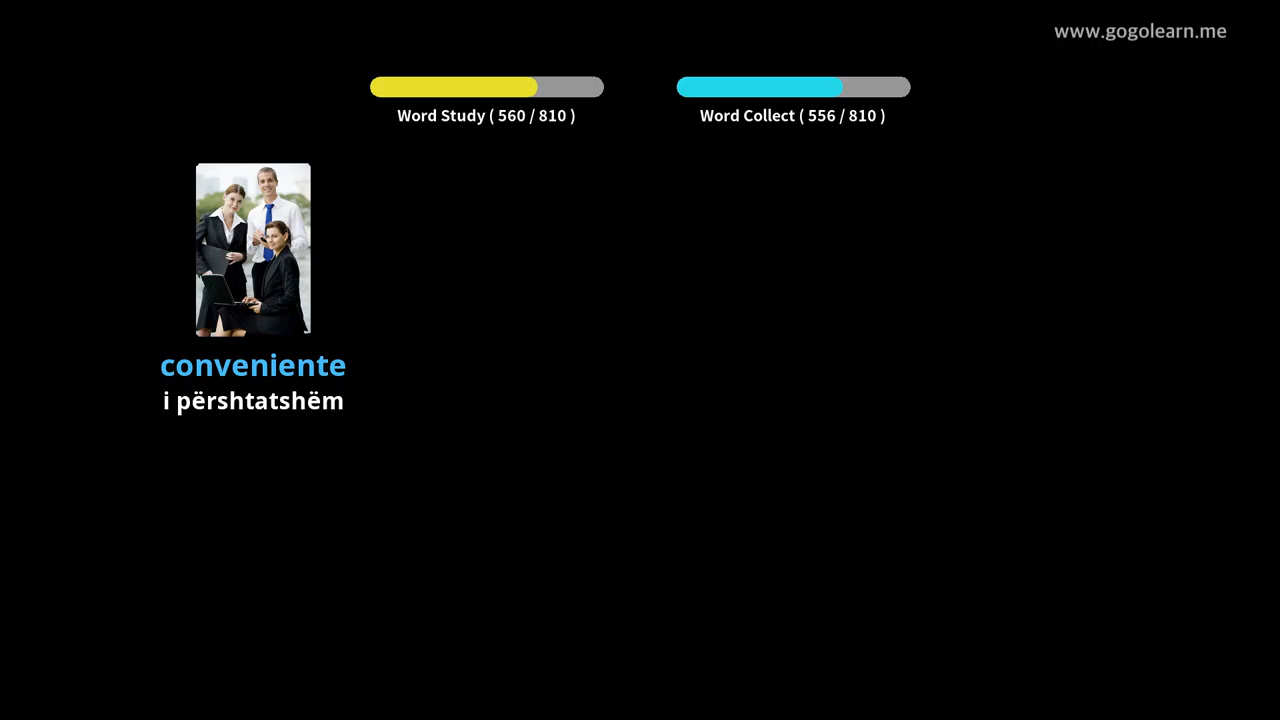 www.gogolearn.me
Word Study ( 560 / 810 )
Word Collect ( 556 / 810 )
conveniente
i përshtatshëm